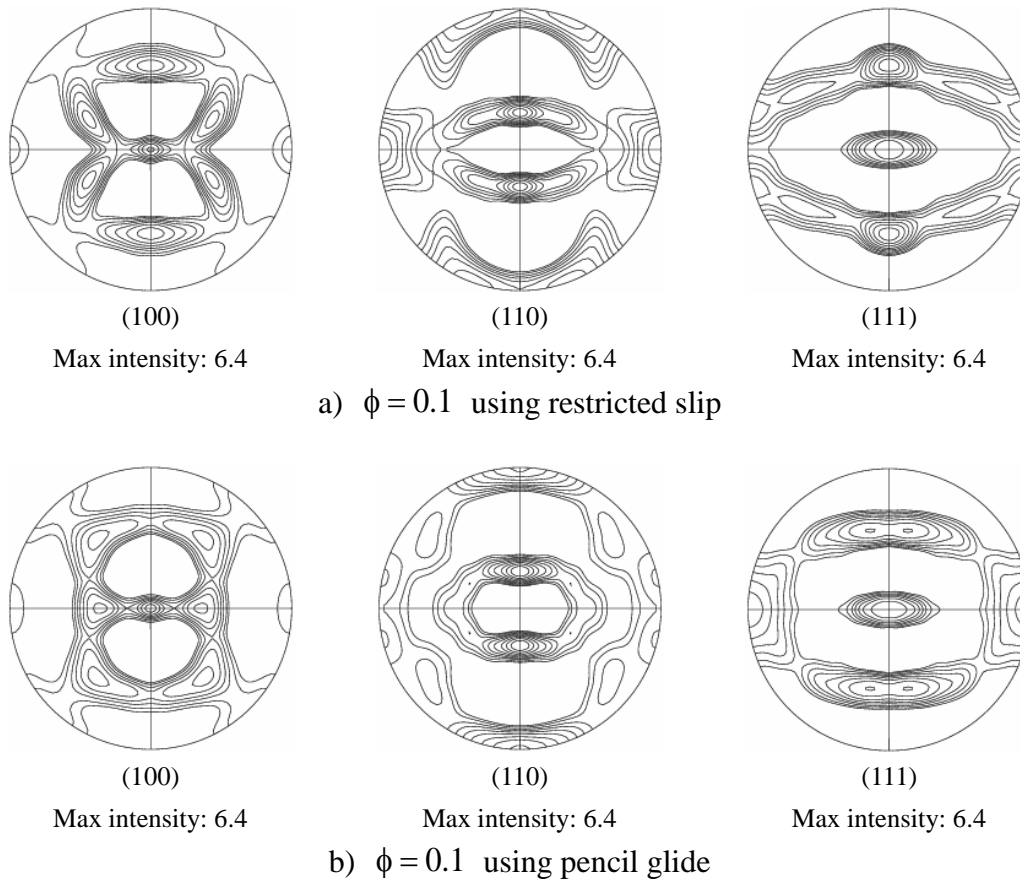 (100) (110) (111)
Max intensity: 6.4 Max intensity: 6.4 Max intensity: 6.4
a) ϕ = 0.1 using restricted slip
(100) (110) (111)
Max intensity: 6.4 Max intensity: 6.4 Max intensity: 6.4
b) ϕ = 0.1 using pencil glide